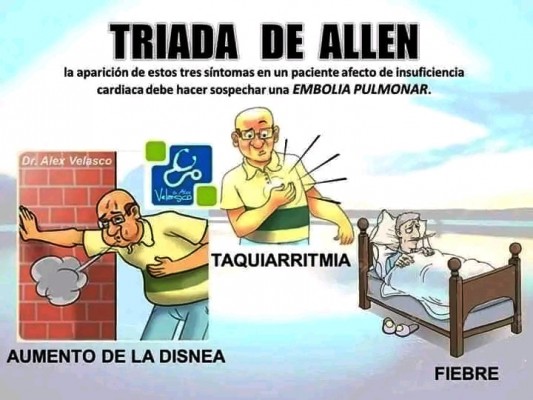 TRIADA DE ALLEN
la aparición de estos tres síntomas en un paciente afecto de insuficiencia
cardiaca debe hacer sospechar una EMBOLIA PULMONAR.
Dr. Alex Velasco
Velasco
TAQUIARRITMIA
AUMENTO DE LA DISNEA
FIEBRE